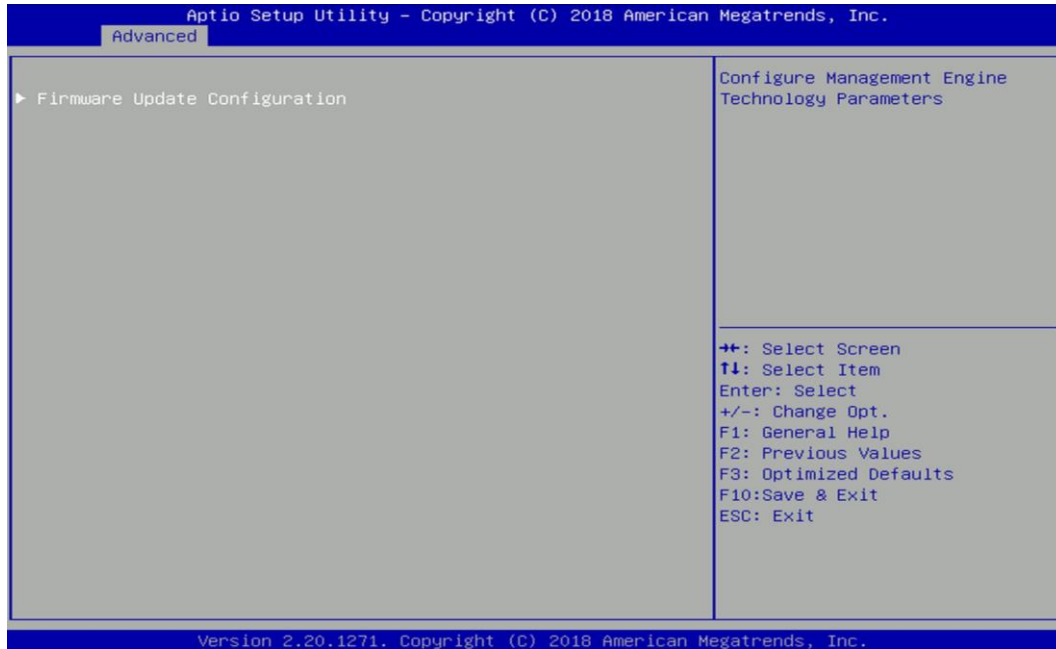 Aptio Setup Utility – Copyright (C) 2018 American Megatrends, Inc.
Advanced
► Firmware Update Configuration
Configure Management Engine
Technology Parameters
→←: Select Screen
↑↓: Select Item
Enter: Select
+/-: Change Opt.
F1: General Help
F2: Previous Values
F3: Optimized Defaults
F10:Save & Exit
ESC: Exit
Version 2.20.1271. Copyright (C) 2018 American Megatrends, Inc.